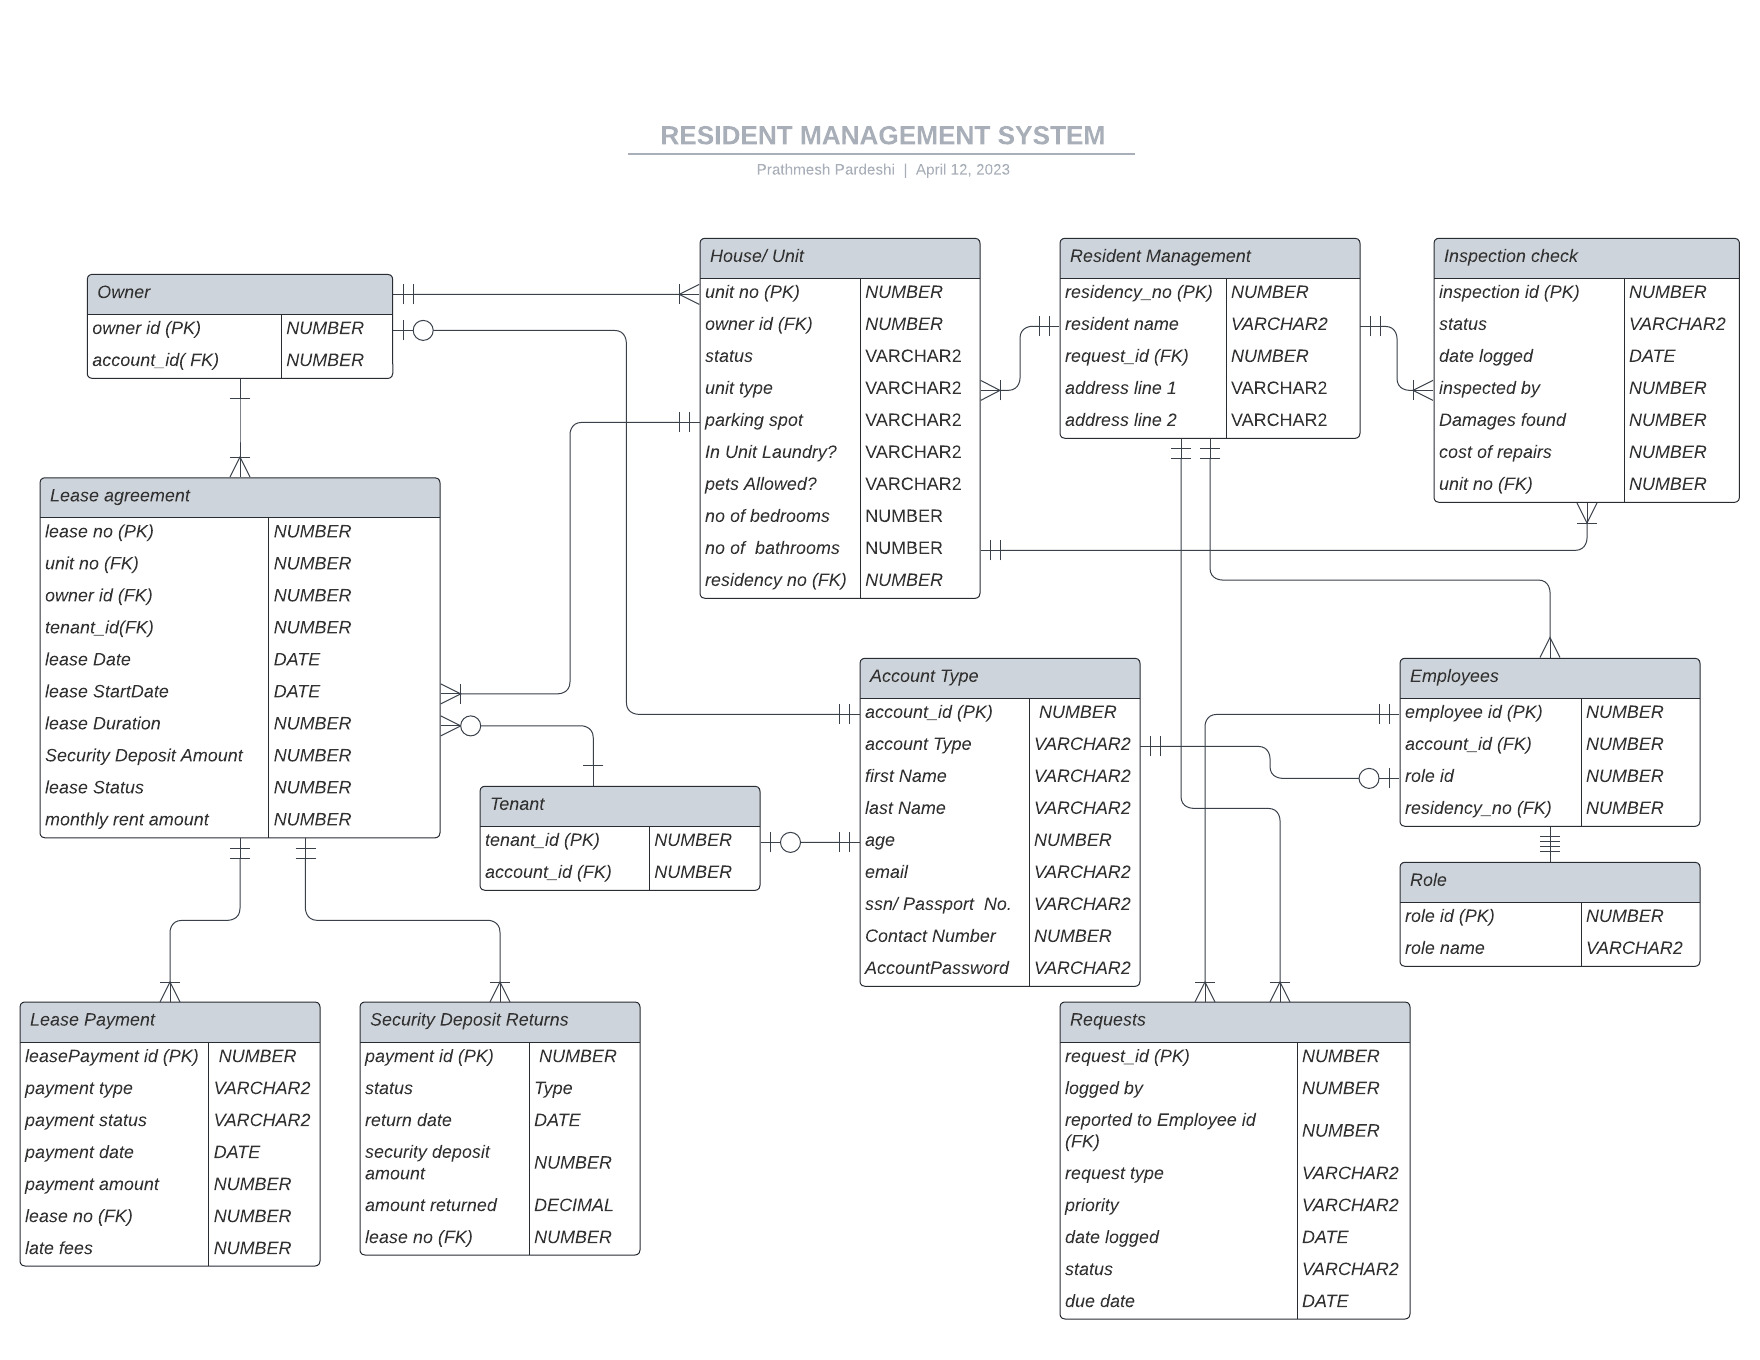 RESIDENT MANAGEMENT SYSTEM
Prathmesh Pardeshi | April 12, 2023
Owner
owner id (PK) NUMBER
account_id( FK) NUMBER
House/ Unit
unit no (PK) NUMBER
owner id (FK) NUMBER
status VARCHAR2
unit type VARCHAR2
parking spot VARCHAR2
In Unit Laundry? VARCHAR2
pets Allowed? VARCHAR2
no of bedrooms NUMBER
no of  bathrooms NUMBER
residency no (FK) NUMBER
Resident Management
residency_no (PK) NUMBER
resident name VARCHAR2
request_id (FK) NUMBER
address line 1 VARCHAR2
address line 2 VARCHAR2
Inspection check
inspection id (PK) NUMBER
status VARCHAR2
date logged DATE
inspected by NUMBER
Damages found NUMBER
cost of repairs NUMBER
unit no (FK) NUMBER
Lease agreement
lease no (PK) NUMBER
unit no (FK) NUMBER
owner id (FK) NUMBER
tenant_id(FK) NUMBER
lease Date DATE
lease StartDate DATE
lease Duration NUMBER
Security Deposit Amount NUMBER
lease Status NUMBER
monthly rent amount NUMBER
Tenant
tenant_id (PK) NUMBER
account_id (FK) NUMBER
Account Type
account_id (PK) NUMBER
account Type VARCHAR2
first Name VARCHAR2
last Name VARCHAR2
age NUMBER
email VARCHAR2
ssn/ Passport  No. VARCHAR2
Contact Number NUMBER
AccountPassword VARCHAR2
Employees
employee id (PK) NUMBER
account_id (FK) NUMBER
role id NUMBER
residency_no (FK) NUMBER
Role
role id (PK) NUMBER
role name VARCHAR2
Lease Payment
leasePayment id (PK) NUMBER
payment type VARCHAR2
payment status VARCHAR2
payment date DATE
payment amount NUMBER
lease no (FK) NUMBER
late fees NUMBER
Security Deposit Returns
payment id (PK) NUMBER
status Type
return date DATE
security deposit
amount NUMBER
amount returned DECIMAL
lease no (FK) NUMBER
Requests
request_id (PK) NUMBER
logged by NUMBER
reported to Employee id
(FK) NUMBER
request type VARCHAR2
priority VARCHAR2
date logged DATE
status VARCHAR2
due date DATE